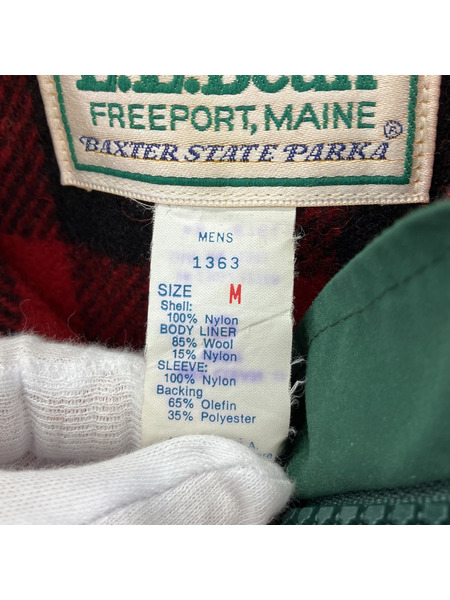 L.L.Bean
FREEPORT, MAINE
BAXTER STATE PARKA ®
MENS
1363
SIZE M
Shell:
100% Nylon
BODY LINER
85% Wool
15% Nylon
SLEEVE:
100% Nylon
Backing
65% Olefin
35% Polyester